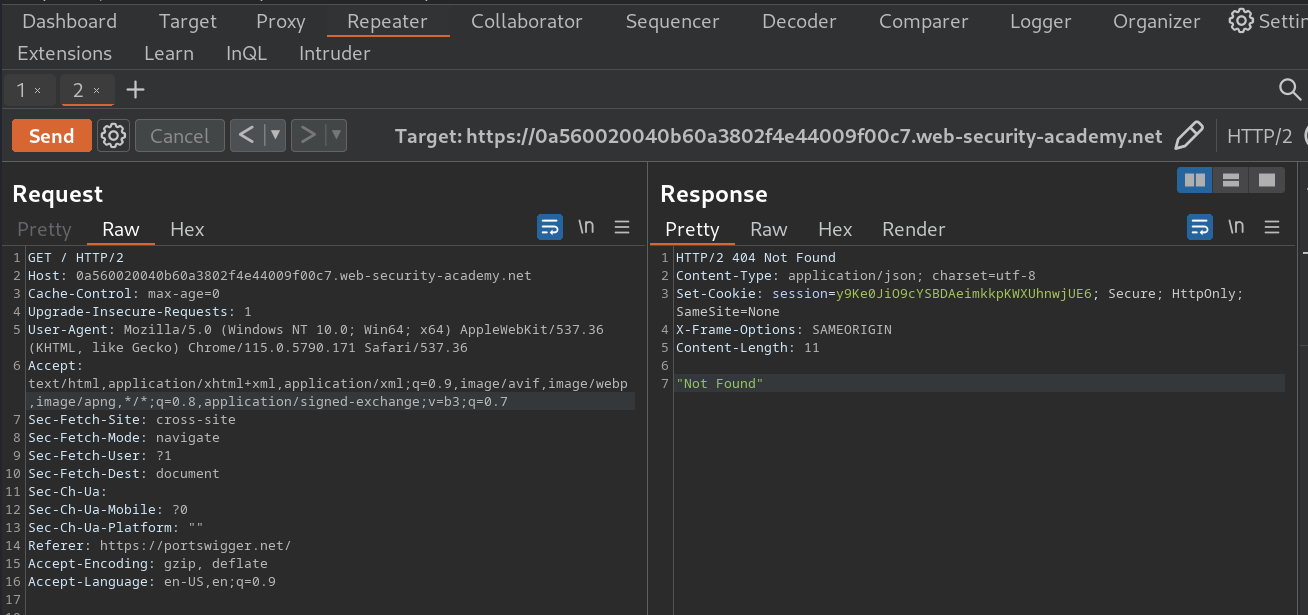 Dashboard Target Proxy Repeater Collaborator Sequencer Decoder Comparer Logger Organizer Settin
Extensions Learn InQL Intruder
1 × 2 × +
Send Cancel < > Target: https://0a560020040b60a3802f4e44009f00c7.web-security-academy.net HTTP/2
Request
Pretty Raw Hex \n
1 GET / HTTP/2
2 Host: 0a560020040b60a3802f4e44009f00c7.web-security-academy.net
3 Cache-Control: max-age=0
4 Upgrade-Insecure-Requests: 1
5 User-Agent: Mozilla/5.0 (Windows NT 10.0; Win64; x64) AppleWebKit/537.36
(KHTML, like Gecko) Chrome/115.0.5790.171 Safari/537.36
6 Accept:
text/html,application/xhtml+xml,application/xml;q=0.9,image/avif,image/webp
,image/apng,*/*;q=0.8,application/signed-exchange;v=b3;q=0.7
7 Sec-Fetch-Site: cross-site
8 Sec-Fetch-Mode: navigate
9 Sec-Fetch-User: ?1
10 Sec-Fetch-Dest: document
11 Sec-Ch-Ua:
12 Sec-Ch-Ua-Mobile: ?0
13 Sec-Ch-Ua-Platform: ""
14 Referer: https://portswigger.net/
15 Accept-Encoding: gzip, deflate
16 Accept-Language: en-US,en;q=0.9
17
Response
Pretty Raw Hex Render \n
1 HTTP/2 404 Not Found
2 Content-Type: application/json; charset=utf-8
3 Set-Cookie: session=y9Ke0JiO9cYSBDAeimkkpKWXUhnwjUE6; Secure; HttpOnly;
SameSite=None
4 X-Frame-Options: SAMEORIGIN
5 Content-Length: 11
6
7 "Not Found"